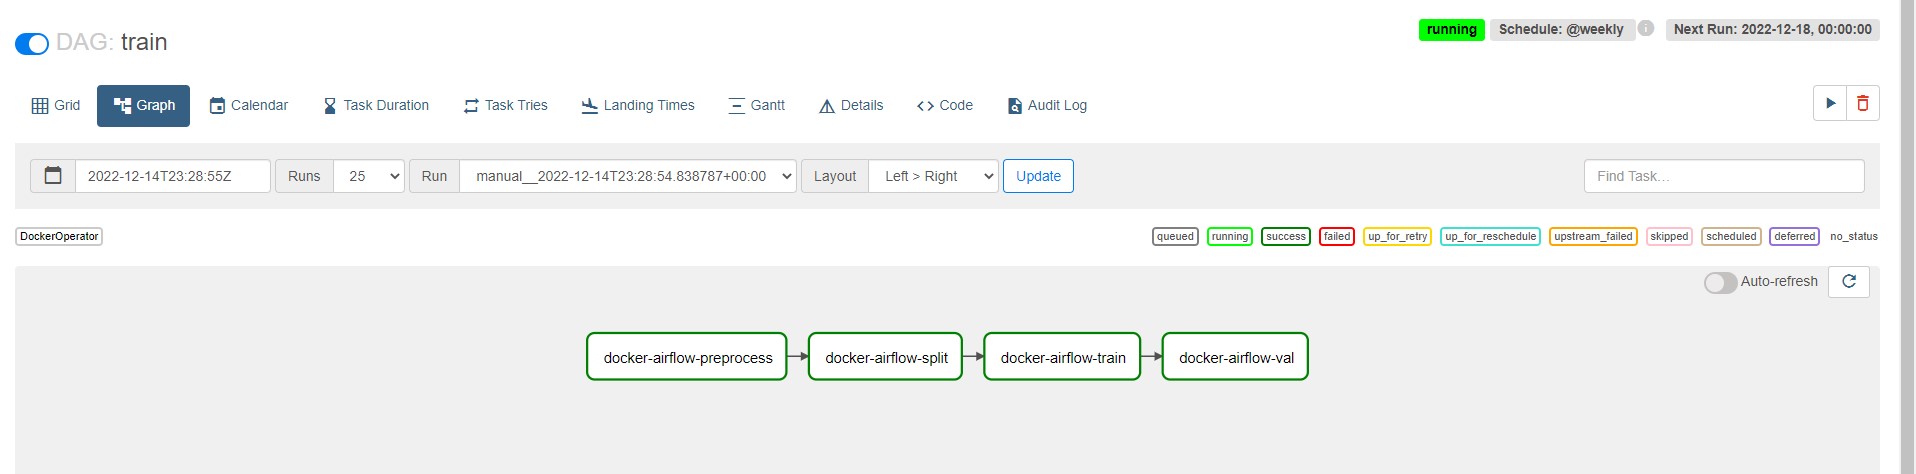 DAG: train
running Schedule: @weekly Next Run: 2022-12-18, 00:00:00
Grid Graph Calendar Task Duration Task Tries Landing Times Gantt Details Code Audit Log
2022-12-14T23:28:55Z Runs 25 Run manual__2022-12-14T23:28:54.838787+00:00 Layout Left > Right Update Find Task...
DockerOperator queued running success failed up_for_retry up_for_reschedule upstream_failed skipped scheduled deferred no_status
Auto-refresh
docker-airflow-preprocess docker-airflow-split docker-airflow-train docker-airflow-val